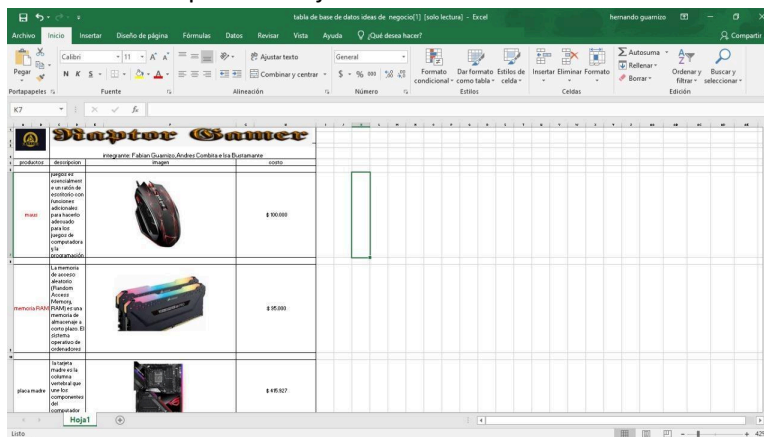 tabla de base de datos ideas de negocio[1] [solo lectura] - Excel
hernando guarnizo
Archivo Inicio Insertar Diseño de página Fórmulas Datos Revisar Vista Ayuda ¿Qué desea hacer? Compartir
Pegar
Calibri 11
N K S
Ajustar texto
Combinar y centrar
General
$ % 000
Formato condicional
Dar formato como tabla
Estilos de celda
Insertar Eliminar Formato
Autosuma
Rellenar
Borrar
Ordenar y filtrar
Buscar y seleccionar
Portapapeles Fuente Alineación Número Estilos Celdas Edición
K7
fx
Raptor Gamer
integrante: Fabian Guarnizo,Andres Combita e Isa Bustamante
productos descripcion imagen costo
maus
juegos es
esencialment
e un ratón de
escritorio con
funciones
adicionales
para hacerlo
adecuado
para los
juegos de
computadora
y la
programación
$ 100.000
memoria RAM
La memoria
de acceso
aleatorio
(Random
Access
Memory,
RAM) es una
memoria de
almacenaje a
corto plazo. El
sistema
operativo de
ordenadores
$ 95.000
placa madre
la tarjeta
madre es la
columna
vertebral que
une los
componentes
del
computador
$ 415.927
Hoja1
Listo